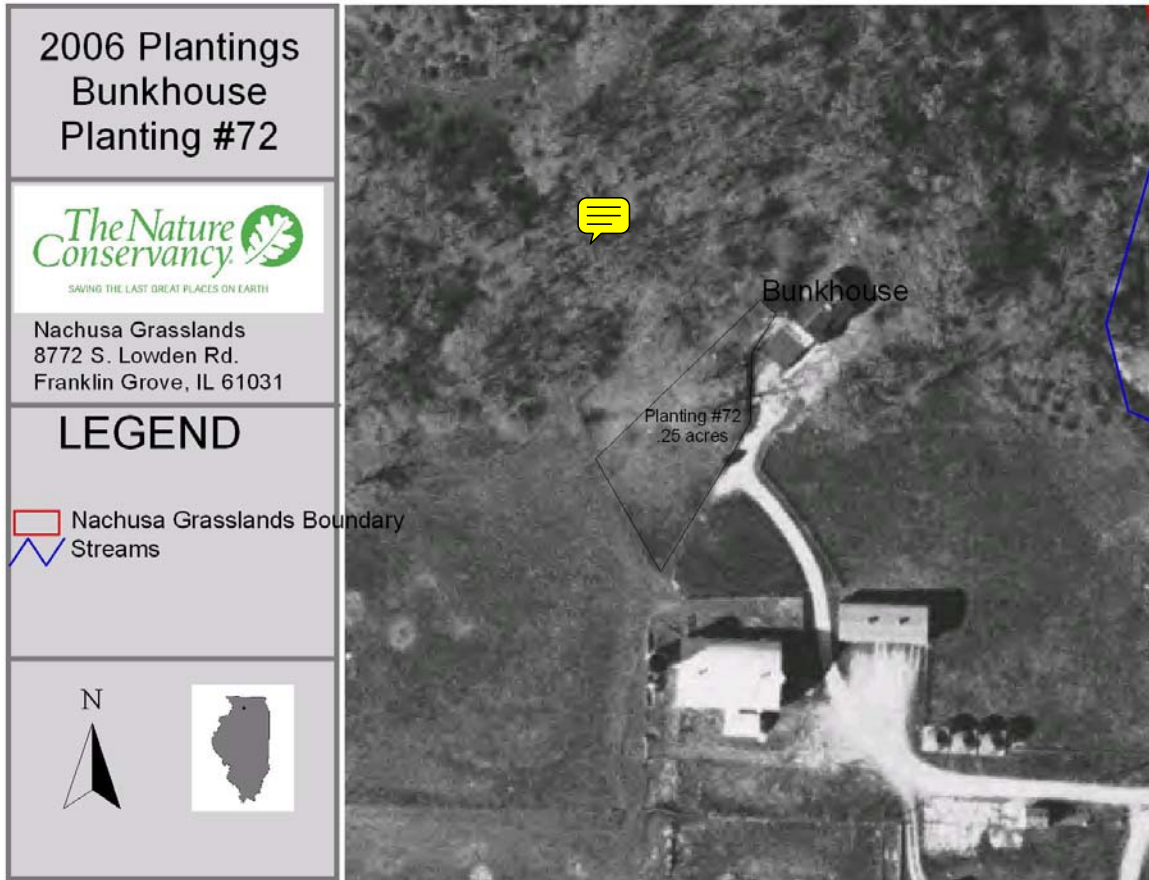 2006 Plantings
Bunkhouse
Planting #72
The Nature
Conservancy
SAVING THE LAST GREAT PLACES ON EARTH
Nachusa Grasslands
8772 S. Lowden Rd.
Franklin Grove, IL 61031
LEGEND
Nachusa Grasslands Boundary
Streams
N
Bunkhouse
Planting #72
.25 acres